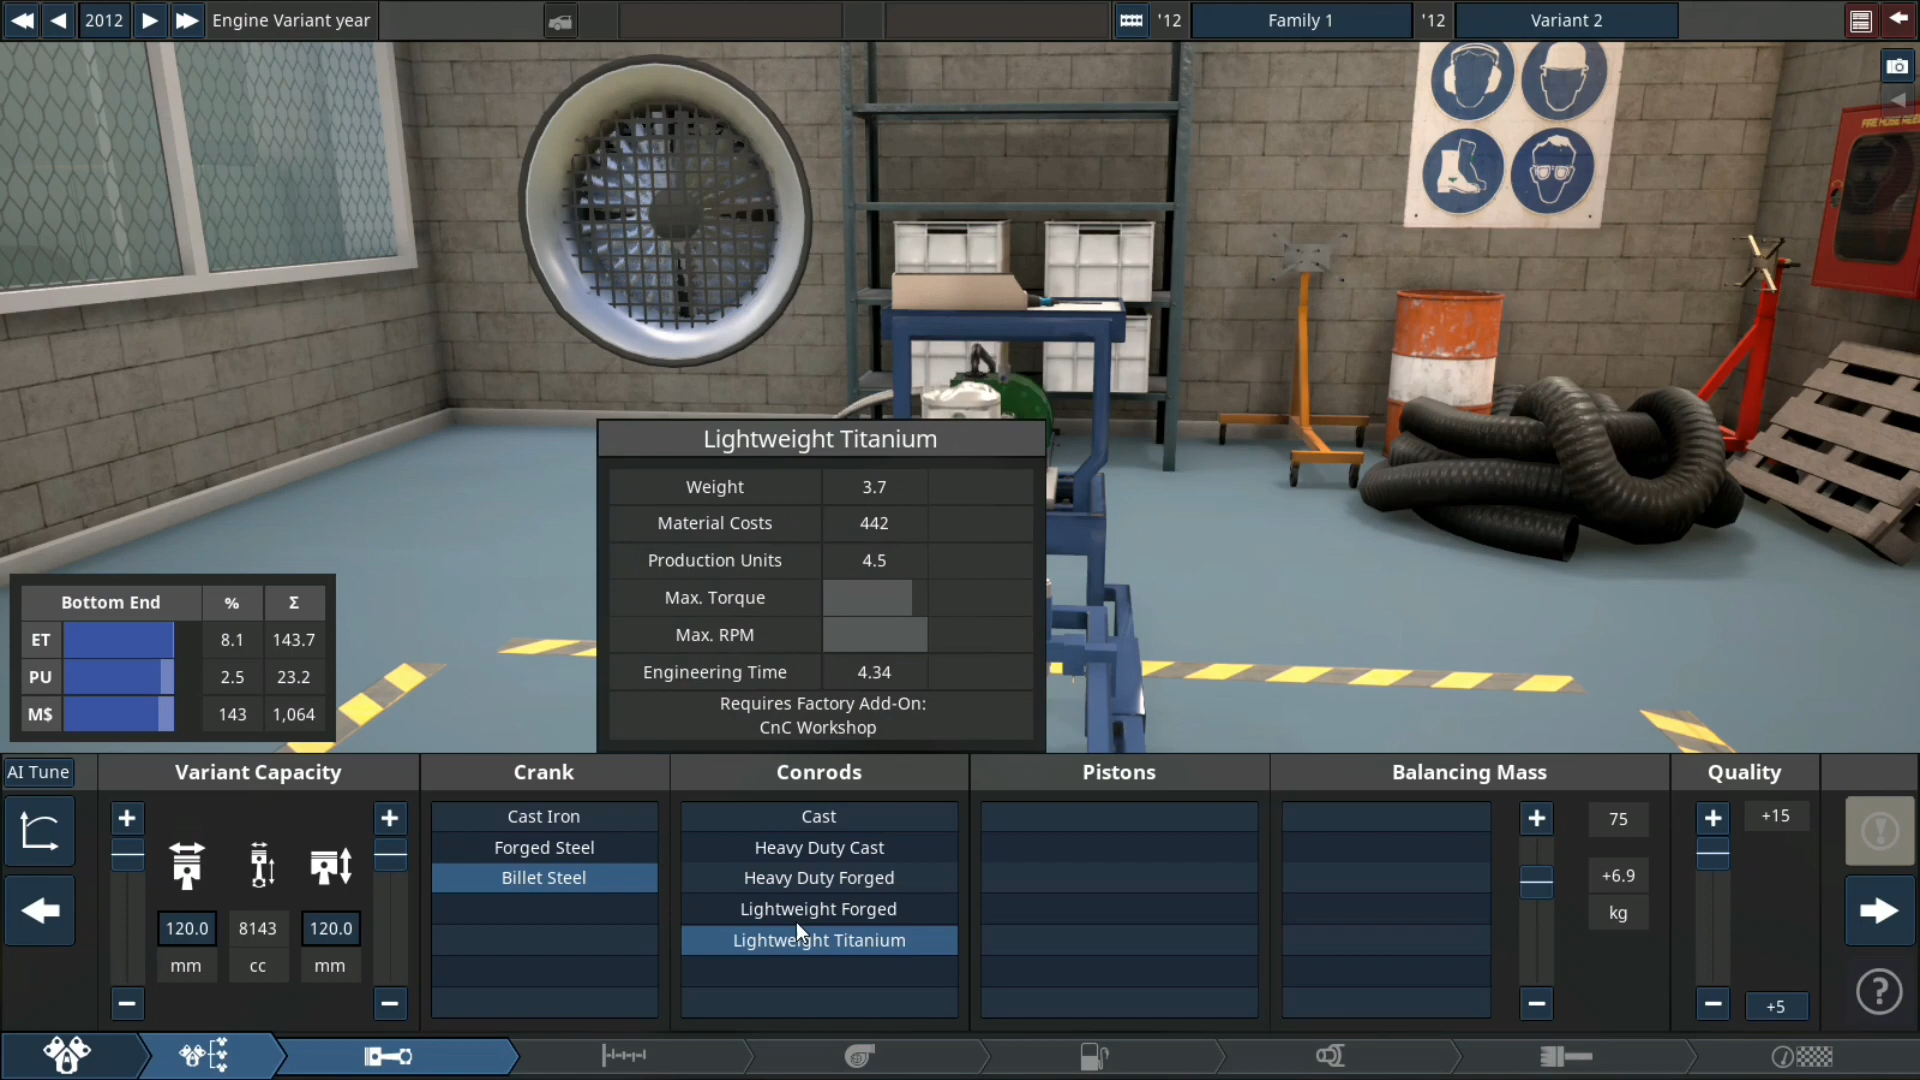 2012 Engine Variant year '12 Family 1 '12 Variant 2
FIRE HOSE REEL
Lightweight Titanium
Weight 3.7
Material Costs 442
Production Units 4.5
Max. Torque
Max. RPM
Engineering Time 4.34
Requires Factory Add-On:
CnC Workshop
Bottom End % Σ
ET 8.1 143.7
PU 2.5 23.2
M$ 143 1,064
AI Tune
Variant Capacity
120.0 8143 120.0
mm cc mm
Crank
Cast Iron
Forged Steel
Billet Steel
Conrods
Cast
Heavy Duty Cast
Heavy Duty Forged
Lightweight Forged
Lightweight Titanium
Pistons
Balancing Mass
75
+6.9
kg
Quality
+15
+5